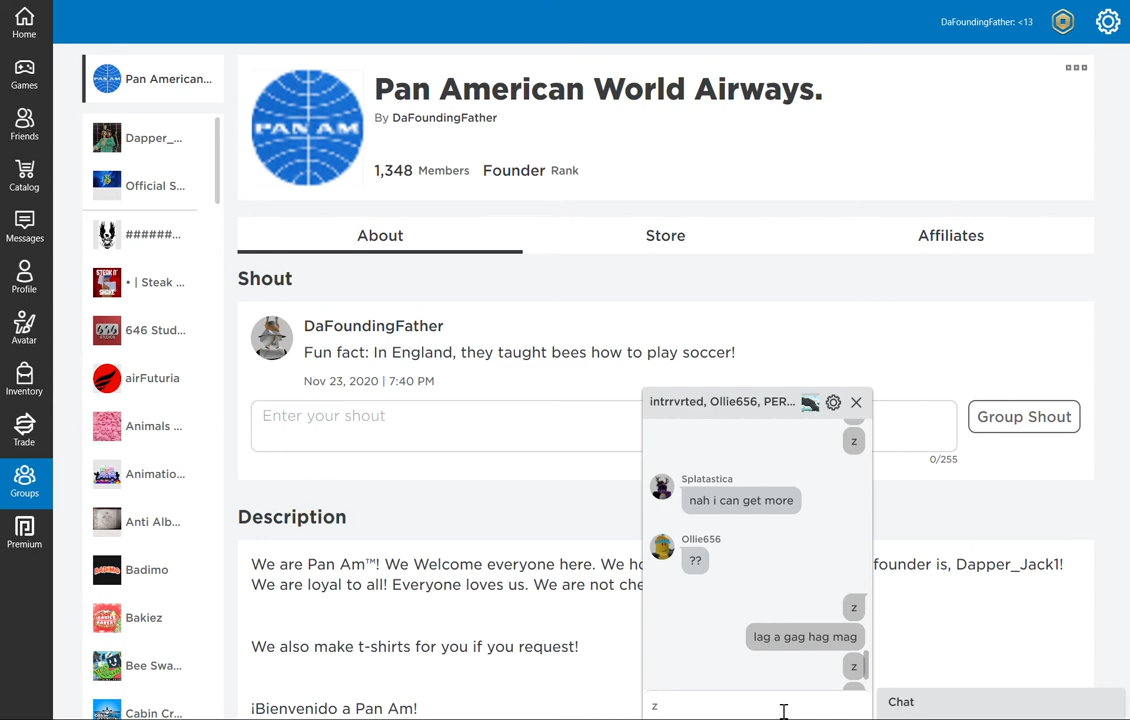 Home
Games
Friends
Catalog
Messages
Profile
Avatar
Inventory
Trade
Groups
Premium
DaFoundingFather: <13
Pan American...
Dapper_...
Official S...
######...
• | Steak ...
646 Stud...
airFuturia
Animals ...
Animatio...
Anti Alb...
Badimo
Bakiez
Bee Swa...
Cabin Cr...
PAN AM
Pan American World Airways.
By DaFoundingFather
1,348 Members Founder Rank
About Store Affiliates
Shout
DaFoundingFather
Fun fact: In England, they taught bees how to play soccer!
Nov 23, 2020 | 7:40 PM
Enter your shout
Group Shout
0/255
Description
We are Pan Am™! We Welcome everyone here. We ho founder is, Dapper_Jack1!
We are loyal to all! Everyone loves us. We are not che
We also make t-shirts for you if you request!
¡Bienvenido a Pan Am!
intrrvrted, Ollie656, PER...
z
Splatastica
nah i can get more
Ollie656
??
z
lag a gag hag mag
z
z
Chat